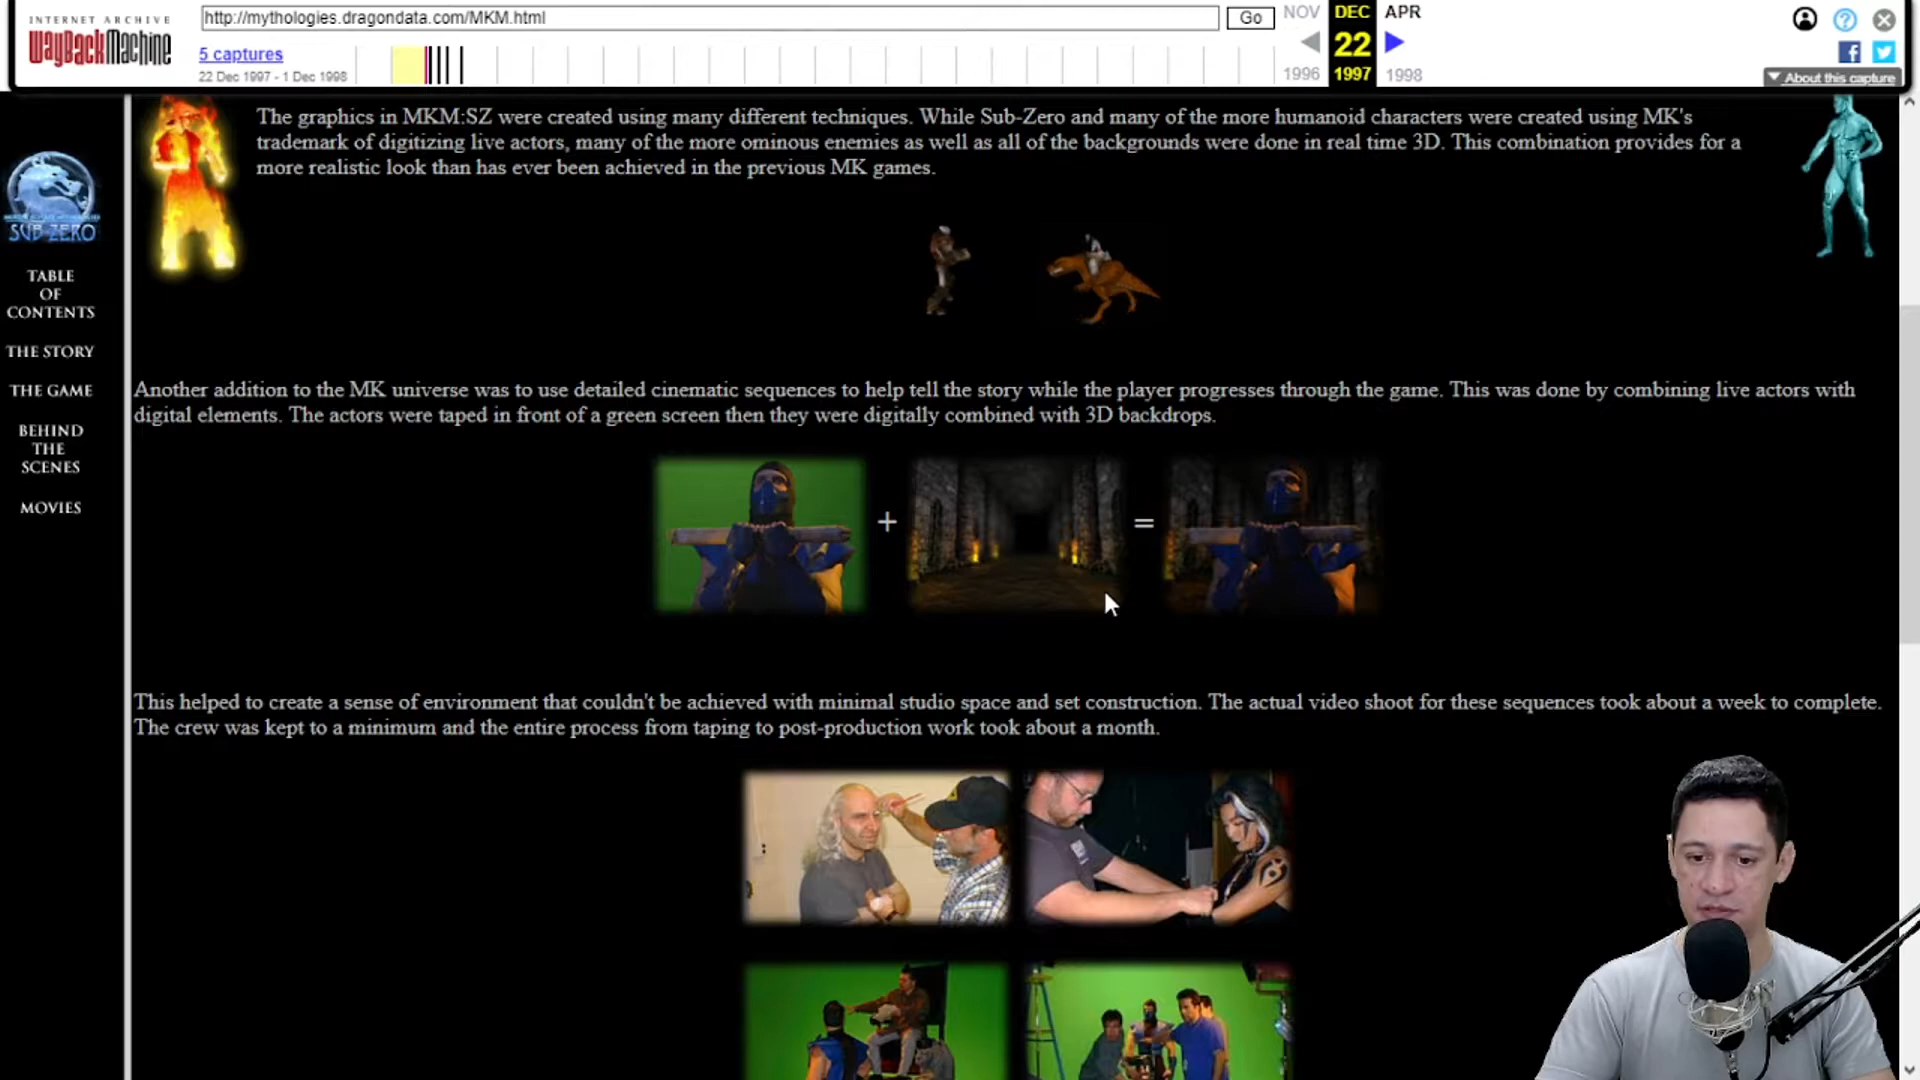 INTERNET ARCHIVE
WayBackMachine
http://mythologies.dragondata.com/MKM.html
Go
NOV
DEC
APR
5 captures
22
22 Dec 1997 - 1 Dec 1998
1996
1997
1998
About this capture
The graphics in MKM:SZ were created using many different techniques. While Sub-Zero and many of the more humanoid characters were created using MK's
trademark of digitizing live actors, many of the more ominous enemies as well as all of the backgrounds were done in real time 3D. This combination provides for a
more realistic look than has ever been achieved in the previous MK games.
SUB-ZERO
TABLE
OF
CONTENTS
THE STORY
THE GAME
BEHIND
THE
SCENES
MOVIES
Another addition to the MK universe was to use detailed cinematic sequences to help tell the story while the player progresses through the game. This was done by combining live actors with
digital elements. The actors were taped in front of a green screen then they were digitally combined with 3D backdrops.
+ =
This helped to create a sense of environment that couldn't be achieved with minimal studio space and set construction. The actual video shoot for these sequences took about a week to complete.
The crew was kept to a minimum and the entire process from taping to post-production work took about a month.